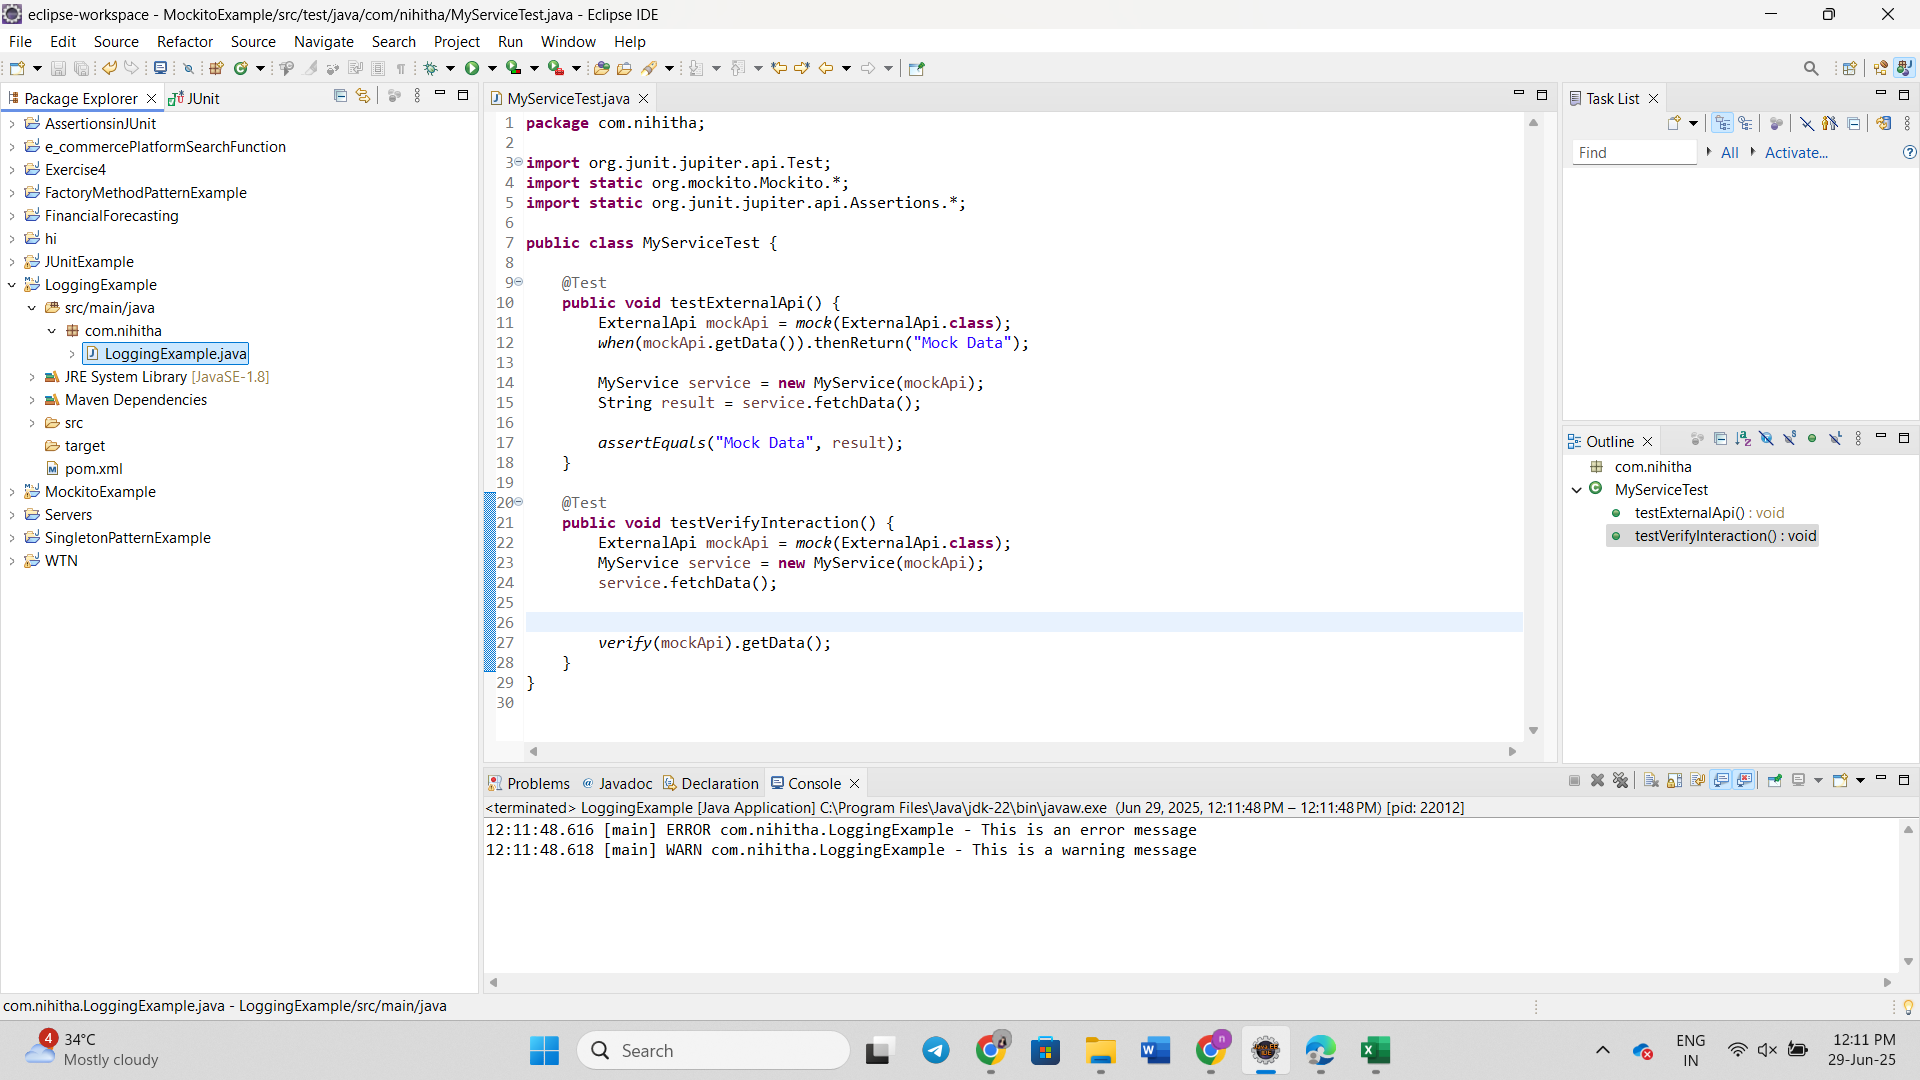 eclipse-workspace - MockitoExample/src/test/java/com/nihitha/MyServiceTest.java - Eclipse IDE
File Edit Source Refactor Source Navigate Search Project Run Window Help
Package Explorer JUnit
AssertionsinJUnit
e_commercePlatformSearchFunction
Exercise4
FactoryMethodPatternExample
FinancialForecasting
hi
JUnitExample
LoggingExample
src/main/java
com.nihitha
LoggingExample.java
JRE System Library [JavaSE-1.8]
Maven Dependencies
src
target
pom.xml
MockitoExample
Servers
SingletonPatternExample
WTN
MyServiceTest.java
1 package com.nihitha;
2
3 import org.junit.jupiter.api.Test;
4 import static org.mockito.Mockito.*;
5 import static org.junit.jupiter.api.Assertions.*;
6
7 public class MyServiceTest {
8
9 @Test
10 public void testExternalApi() {
11 ExternalApi mockApi = mock(ExternalApi.class);
12 when(mockApi.getData()).thenReturn("Mock Data");
13
14 MyService service = new MyService(mockApi);
15 String result = service.fetchData();
16
17 assertEquals("Mock Data", result);
18 }
19
20 @Test
21 public void testVerifyInteraction() {
22 ExternalApi mockApi = mock(ExternalApi.class);
23 MyService service = new MyService(mockApi);
24 service.fetchData();
25
26
27 verify(mockApi).getData();
28 }
29 }
30
Task List
Find All Activate...
Outline
com.nihitha
MyServiceTest
testExternalApi() : void
testVerifyInteraction() : void
Problems Javadoc Declaration Console
<terminated> LoggingExample [Java Application] C:\Program Files\Java\jdk-22\bin\javaw.exe (Jun 29, 2025, 12:11:48 PM – 12:11:48 PM) [pid: 22012]
12:11:48.616 [main] ERROR com.nihitha.LoggingExample - This is an error message
12:11:48.618 [main] WARN com.nihitha.LoggingExample - This is a warning message
com.nihitha.LoggingExample.java - LoggingExample/src/main/java
4
34°C
Mostly cloudy
Search
n
ENG
IN
12:11 PM
29-Jun-25